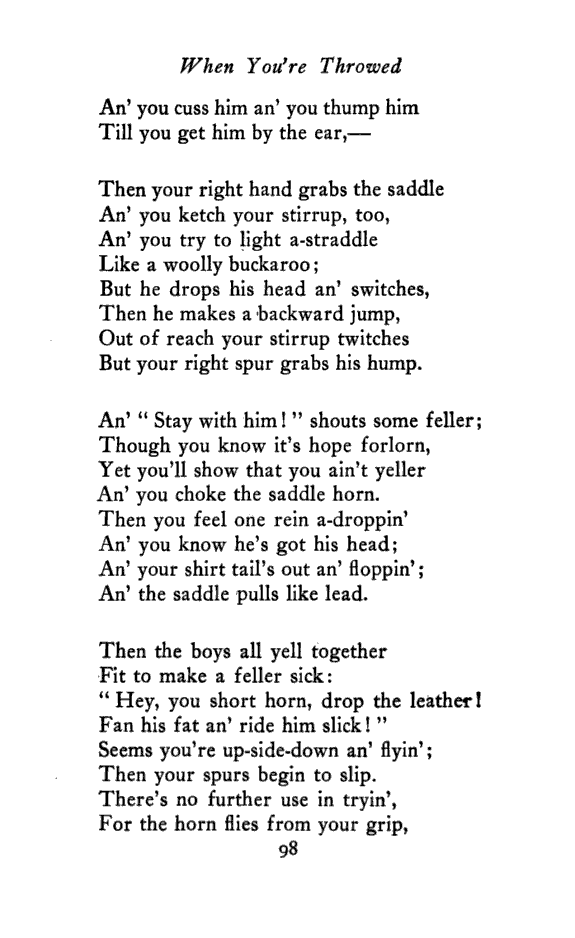 When You're Throwed
An' you cuss him an' you thump him
Till you get him by the ear,—
Then your right hand grabs the saddle
An' you ketch your stirrup, too,
An' you try to light a-straddle
Like a woolly buckaroo;
But he drops his head an' switches,
Then he makes a backward jump,
Out of reach your stirrup twitches
But your right spur grabs his hump.
An' “ Stay with him! ” shouts some feller;
Though you know it's hope forlorn,
Yet you'll show that you ain't yeller
An' you choke the saddle horn.
Then you feel one rein a-droppin'
An' you know he's got his head;
An' your shirt tail's out an' floppin';
An' the saddle pulls like lead.
Then the boys all yell together
Fit to make a feller sick:
“ Hey, you short horn, drop the leather!
Fan his fat an' ride him slick! ”
Seems you're up-side-down an' flyin';
Then your spurs begin to slip.
There's no further use in tryin',
For the horn flies from your grip,
98